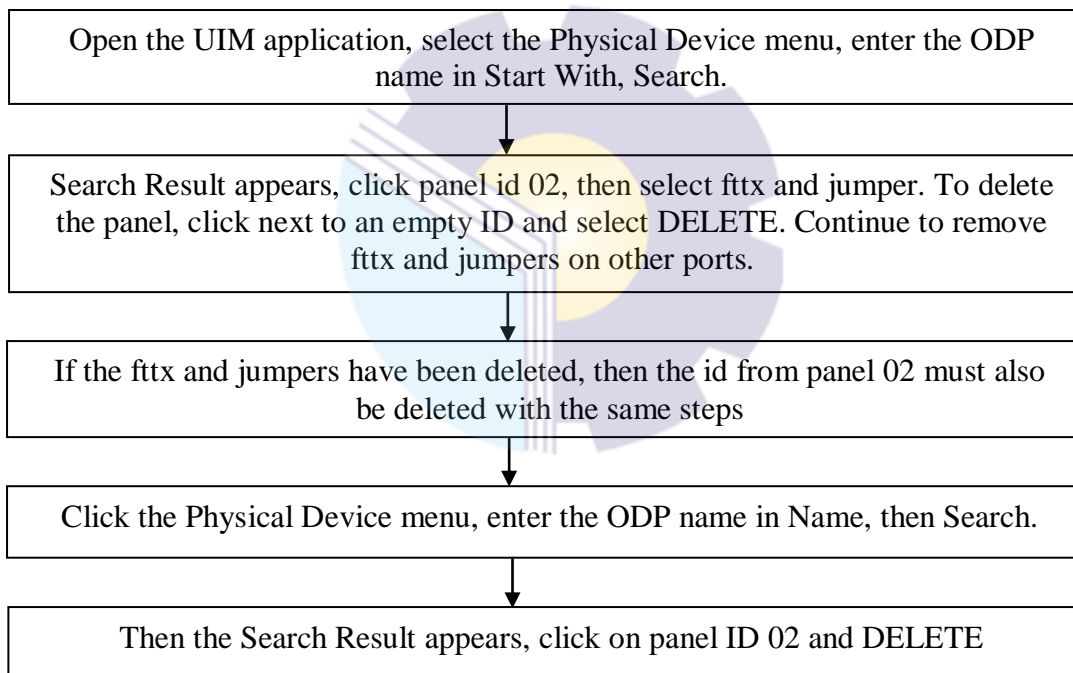 Open the UIM application, select the Physical Device menu, enter the ODP
name in Start With, Search.
Search Result appears, click panel id 02, then select fttx and jumper. To delete
the panel, click next to an empty ID and select DELETE. Continue to remove
fttx and jumpers on other ports.
If the fttx and jumpers have been deleted, then the id from panel 02 must also
be deleted with the same steps
Click the Physical Device menu, enter the ODP name in Name, then Search.
Then the Search Result appears, click on panel ID 02 and DELETE